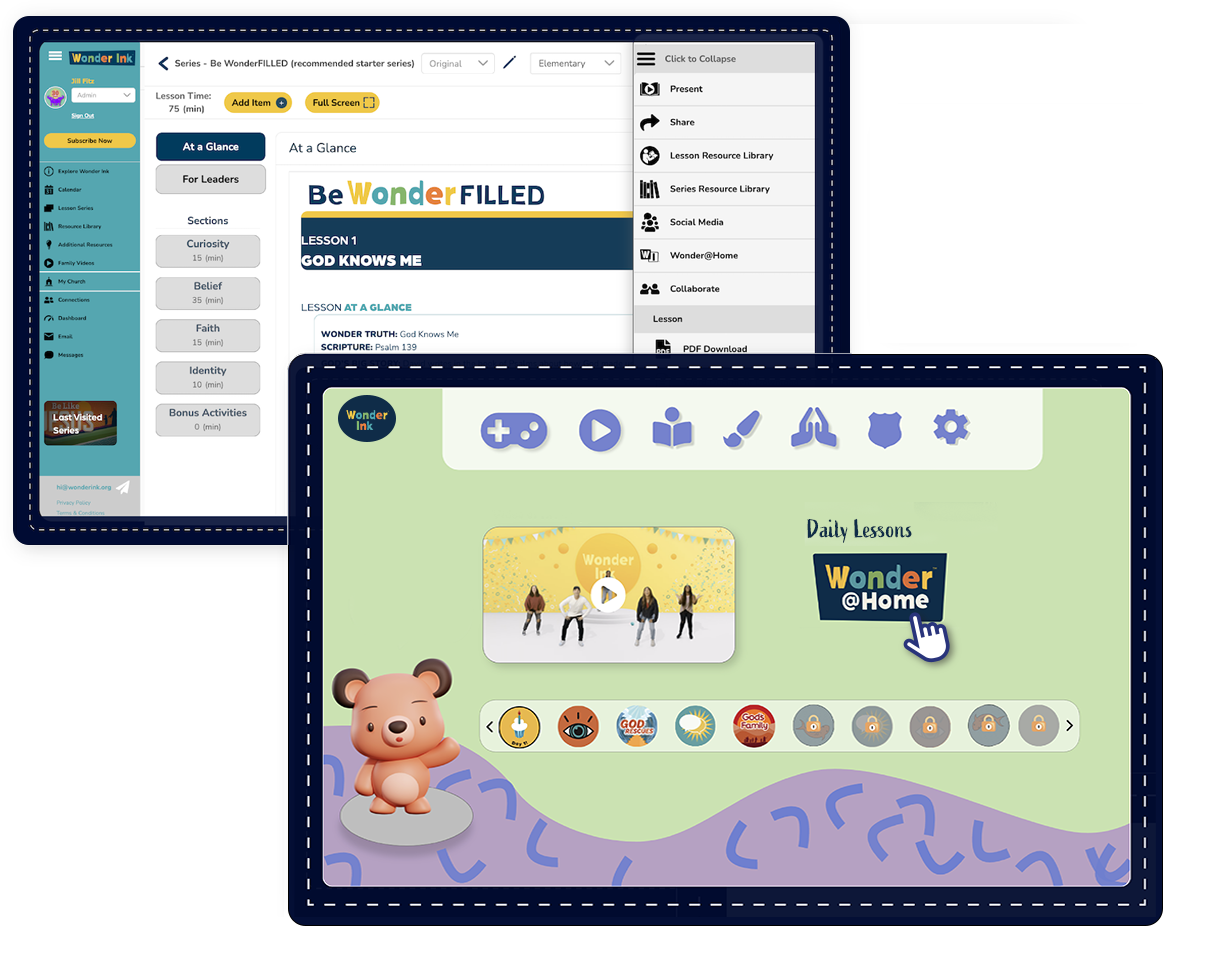 Wonder Ink
Jill Fitz
Admin
Sign Out
Subscribe Now
Explore Wonder Ink
Calendar
Lesson Series
Resource Library
Additional Resources
Family Videos
My Church
Connections
Dashboard
Email
Messages
Be Like
JESUS
Last Visited
Series
hi@wonderink.org
Privacy Policy
Terms & Conditions
Series - Be WonderFILLED (recommended starter series)
Original
Elementary
Lesson Time:
75 (min)
Add Item
Full Screen
At a Glance
For Leaders
Sections
Curiosity
15 (min)
Belief
35 (min)
Faith
15 (min)
Identity
10 (min)
Bonus Activities
0 (min)
At a Glance
Be Wonder FILLED
LESSON 1
GOD KNOWS ME
LESSON AT A GLANCE
WONDER TRUTH: God Knows Me
SCRIPTURE: Psalm 139
Click to Collapse
Present
Share
Lesson Resource Library
Series Resource Library
Social Media
Wonder@Home
Collaborate
Lesson
PDF Download
Wonder
Ink
Wonder
Daily Lessons
Wonder™
@Home
Day 1!
GOD
RESCUES
Gods
Family